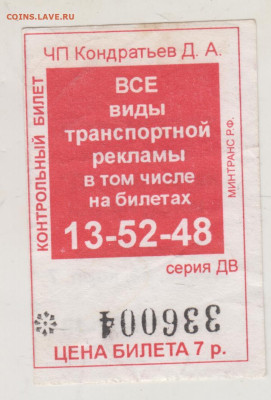 COINS.LAVE.RU
ЧП Кондратьев Д. А.
КОНТРОЛЬНЫЙ БИЛЕТ
ВСЕ
виды
транспортной
рекламы
в том числе
на билетах
13-52-48
МИНТРАНС Р.Ф.
серия ДВ
336004
ЦЕНА БИЛЕТА 7 р.